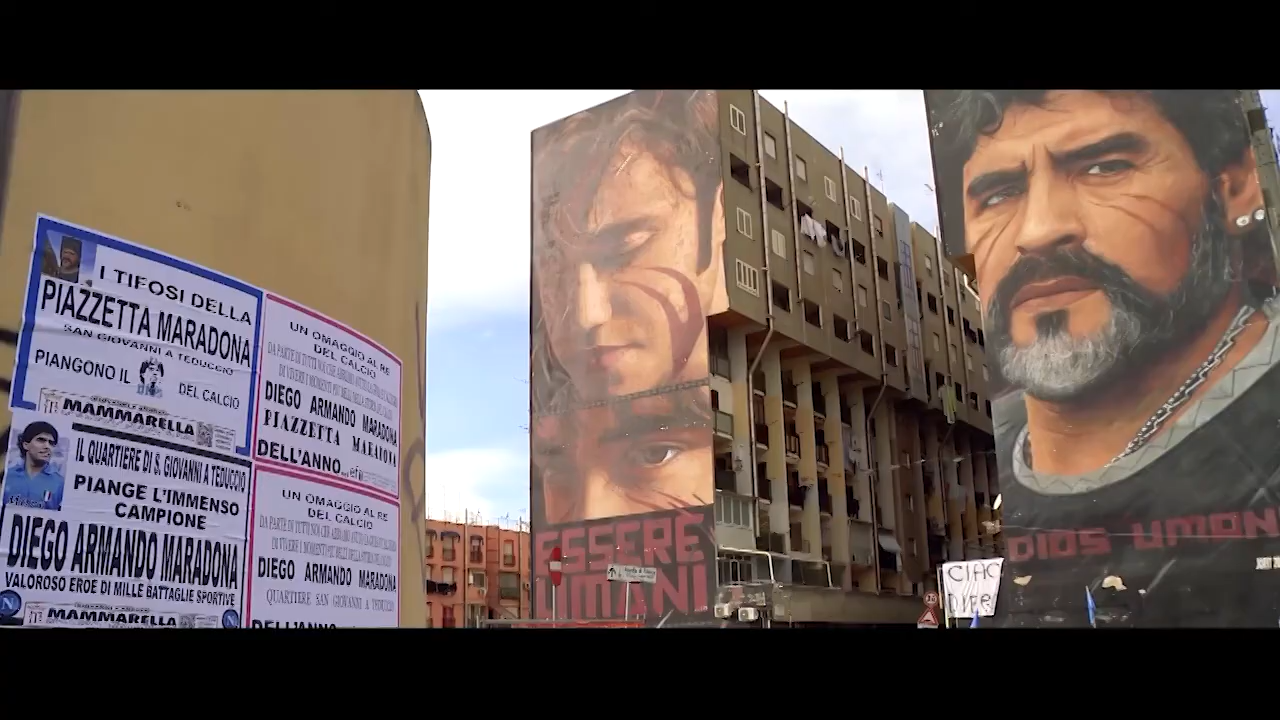 I TIFOSI DELLA
PIAZZETTA MARADONA
SAN GIOVANNI A TEDUCCIO
PIANGONO IL DEL CALCIO
MAMMARELLA
IL QUARTIERE DI S. GIOVANNI A TEDUCCIO
PIANGE L'IMMENSO
CAMPIONE
DIEGO ARMANDO MARADONA
VALOROSO EROE DI MILLE BATTAGLIE SPORTIVE
N
MAMMARELLA
N
UN OMAGGIO AL RE
DEL CALCIO
DIEGO ARMANDO MARADONA
PIAZZETTA MARADONA
DELL'ANNO
UN OMAGGIO AL RE
DEL CALCIO
DIEGO ARMANDO MARADONA
QUARTIERE SAN GIOVANNI A TEDUCCIO
DELL'ANNO
ESSERE
UMANI
CIAO
DIOS UMANO